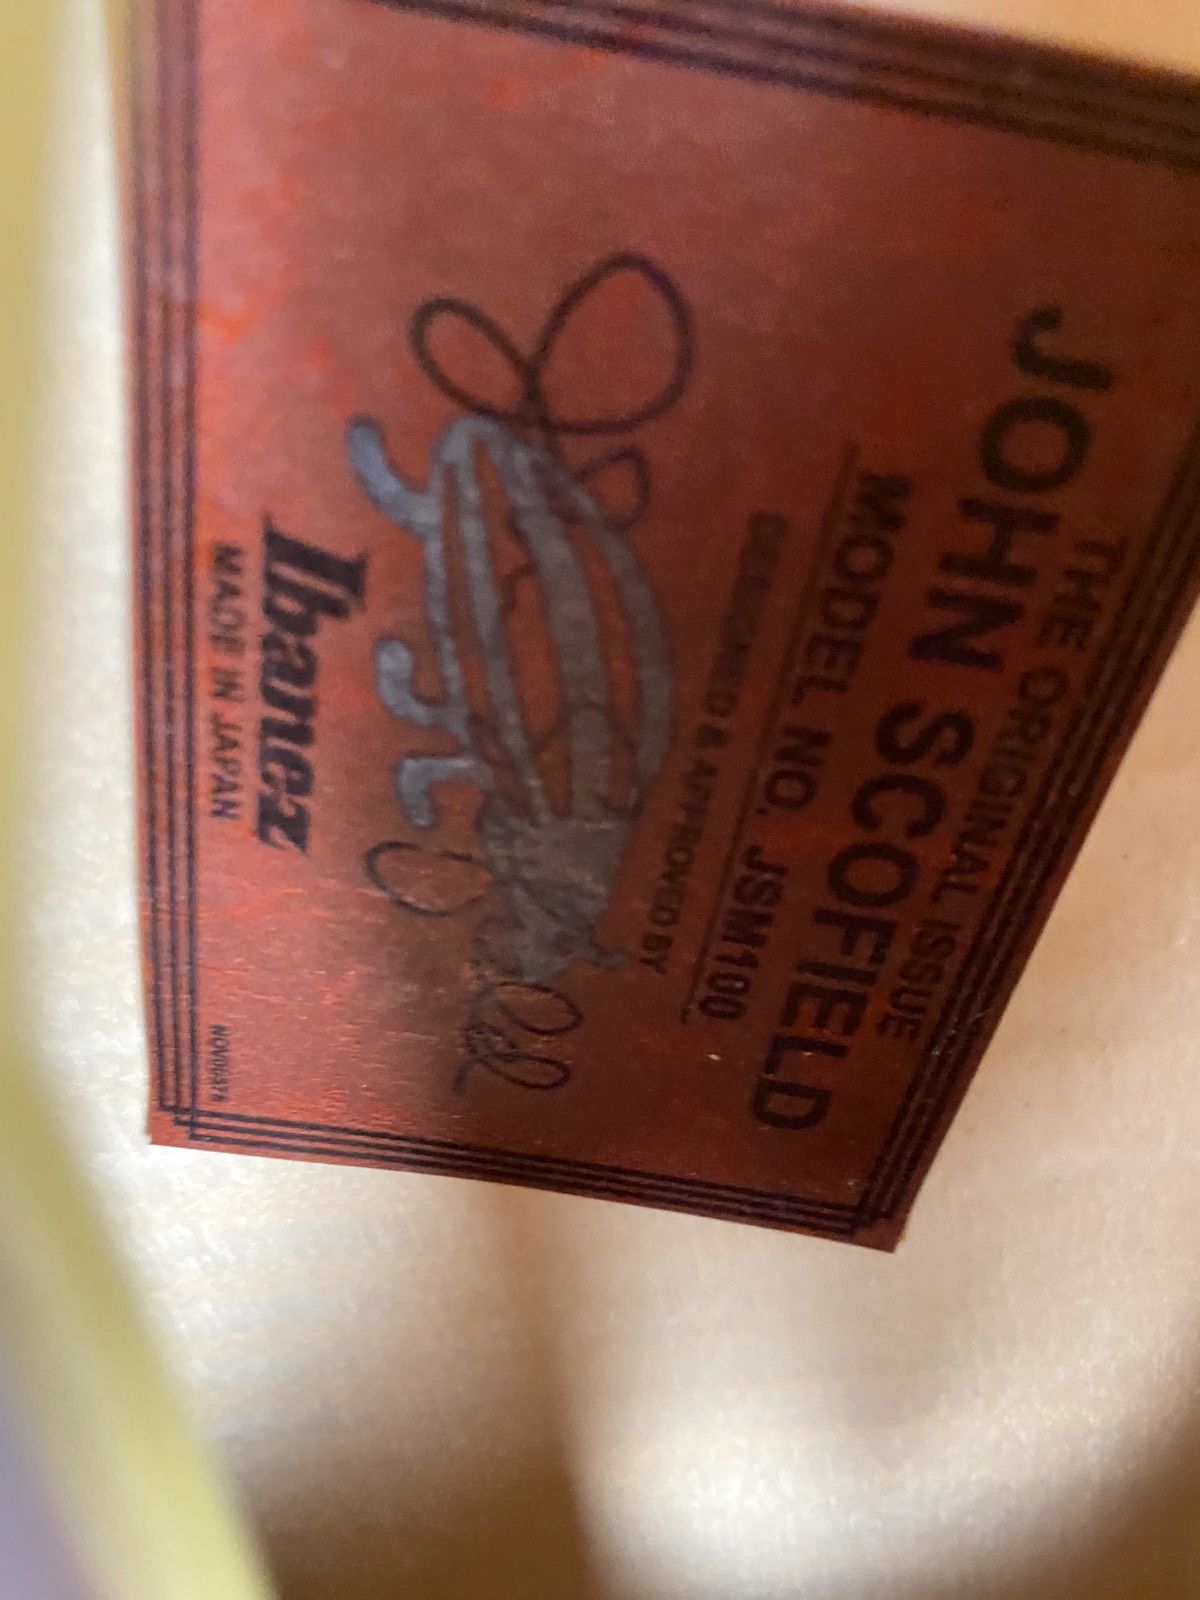 THE ORIGINAL ISSUE
JOHN SCOFIELD
MODEL NO. JSM100
DESIGNED & APPROVED BY
Ibanez
MADE IN JAPAN